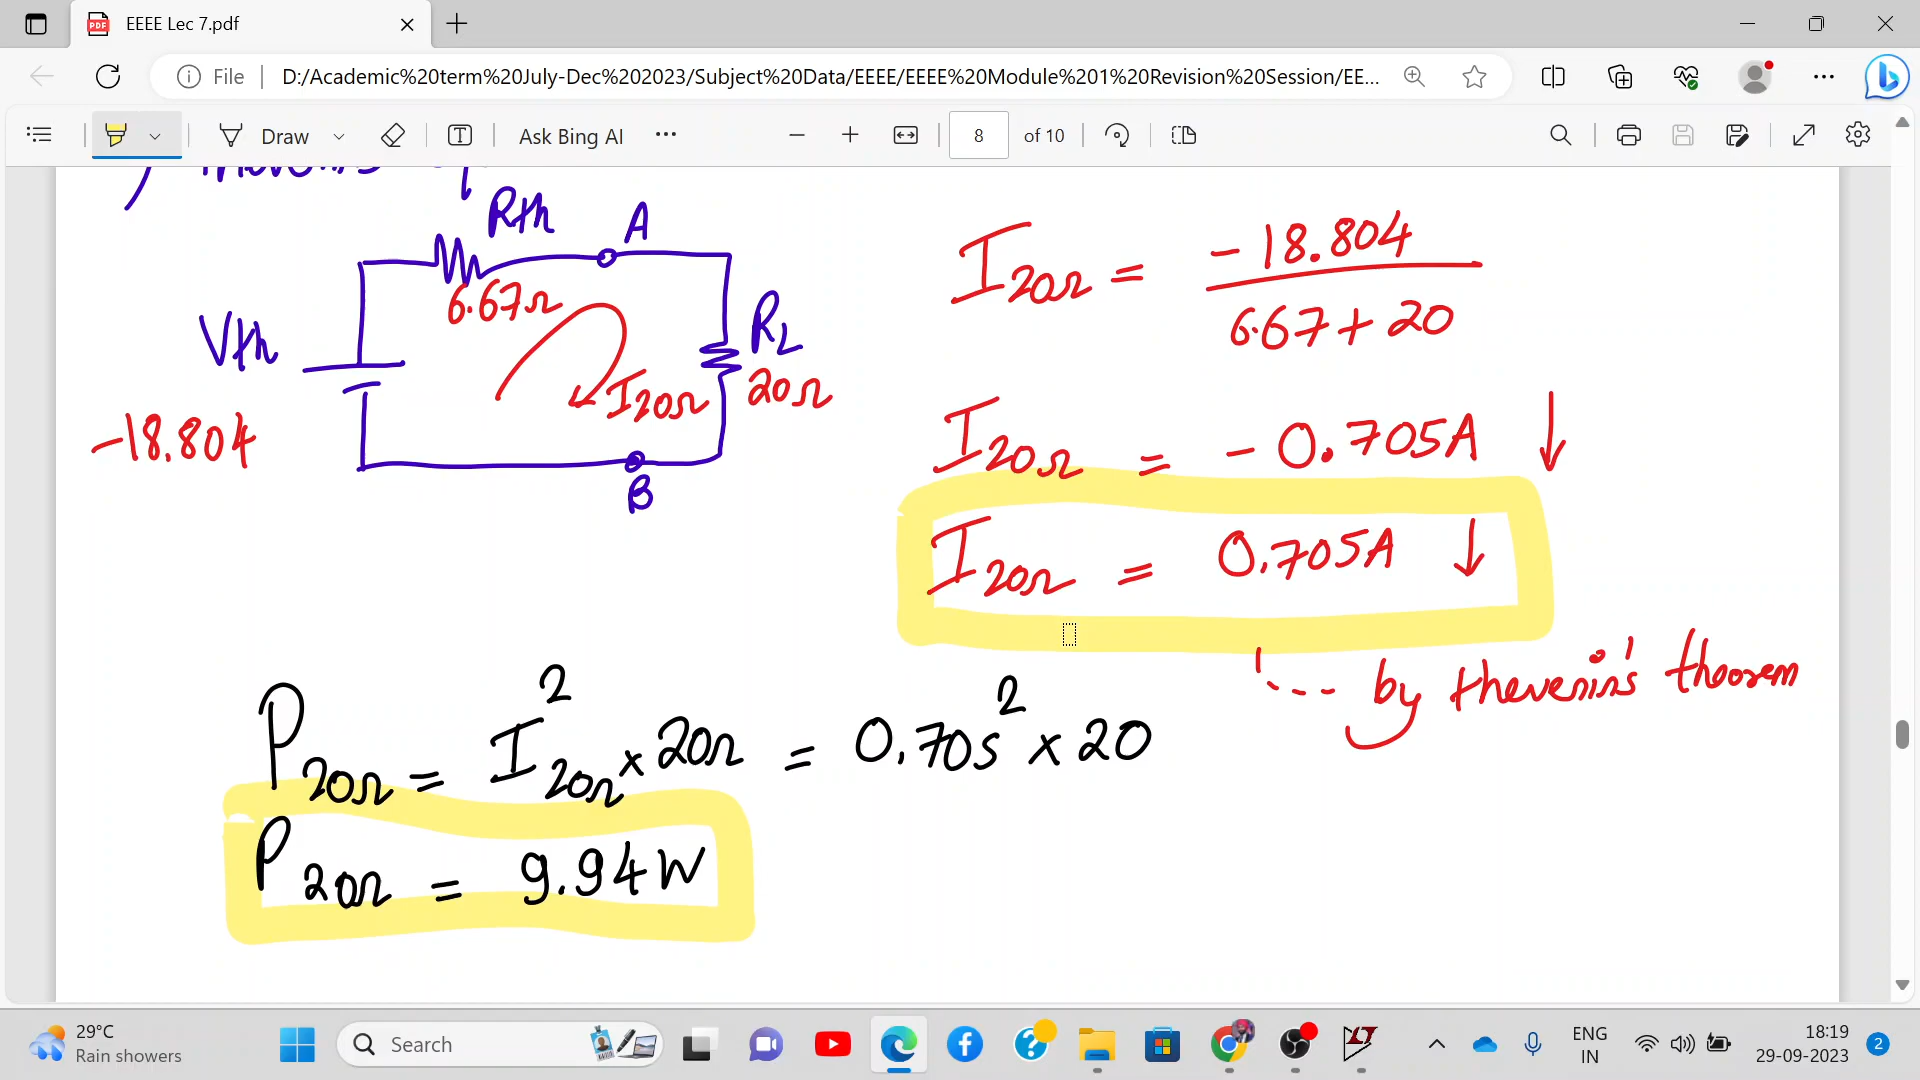 EEEE Lec 7.pdf
File
D:/Academic%20term%20July-Dec%202023/Subject%20Data/EEEE/EEEE%20Module%201%20Revision%20Session/EE...
Draw
Ask Bing AI
8 of 10
Rth
A
6.67Ω
Vth
-18.804
I20Ω
RL
20Ω
B
I20Ω = -18.804
6.67 + 20
I20Ω = - 0.705A ↓
I20Ω = 0.705A ↓
by thevenin's theorem
P20Ω = I20Ω² × 20Ω = 0.705² × 20
P20Ω = 9.94W
29°C
Rain showers
Search
ENG
IN
18:19
29-09-2023
2